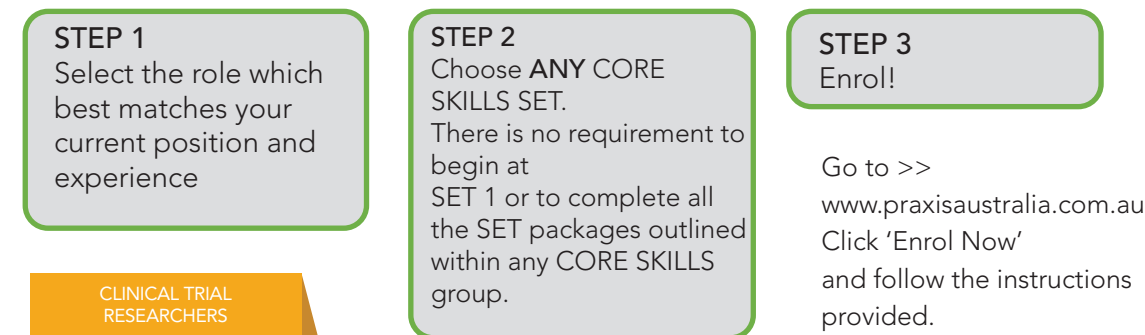 STEP 1
Select the role which
best matches your
current position and
experience
CLINICAL TRIAL
RESEARCHERS
STEP 2
Choose ANY CORE
SKILLS SET.
There is no requirement to
begin at
SET 1 or to complete all
the SET packages outlined
within any CORE SKILLS
group.
STEP 3
Enrol!
Go to >>
www.praxisaustralia.com.au
Click ‘Enrol Now’
and follow the instructions
provided.